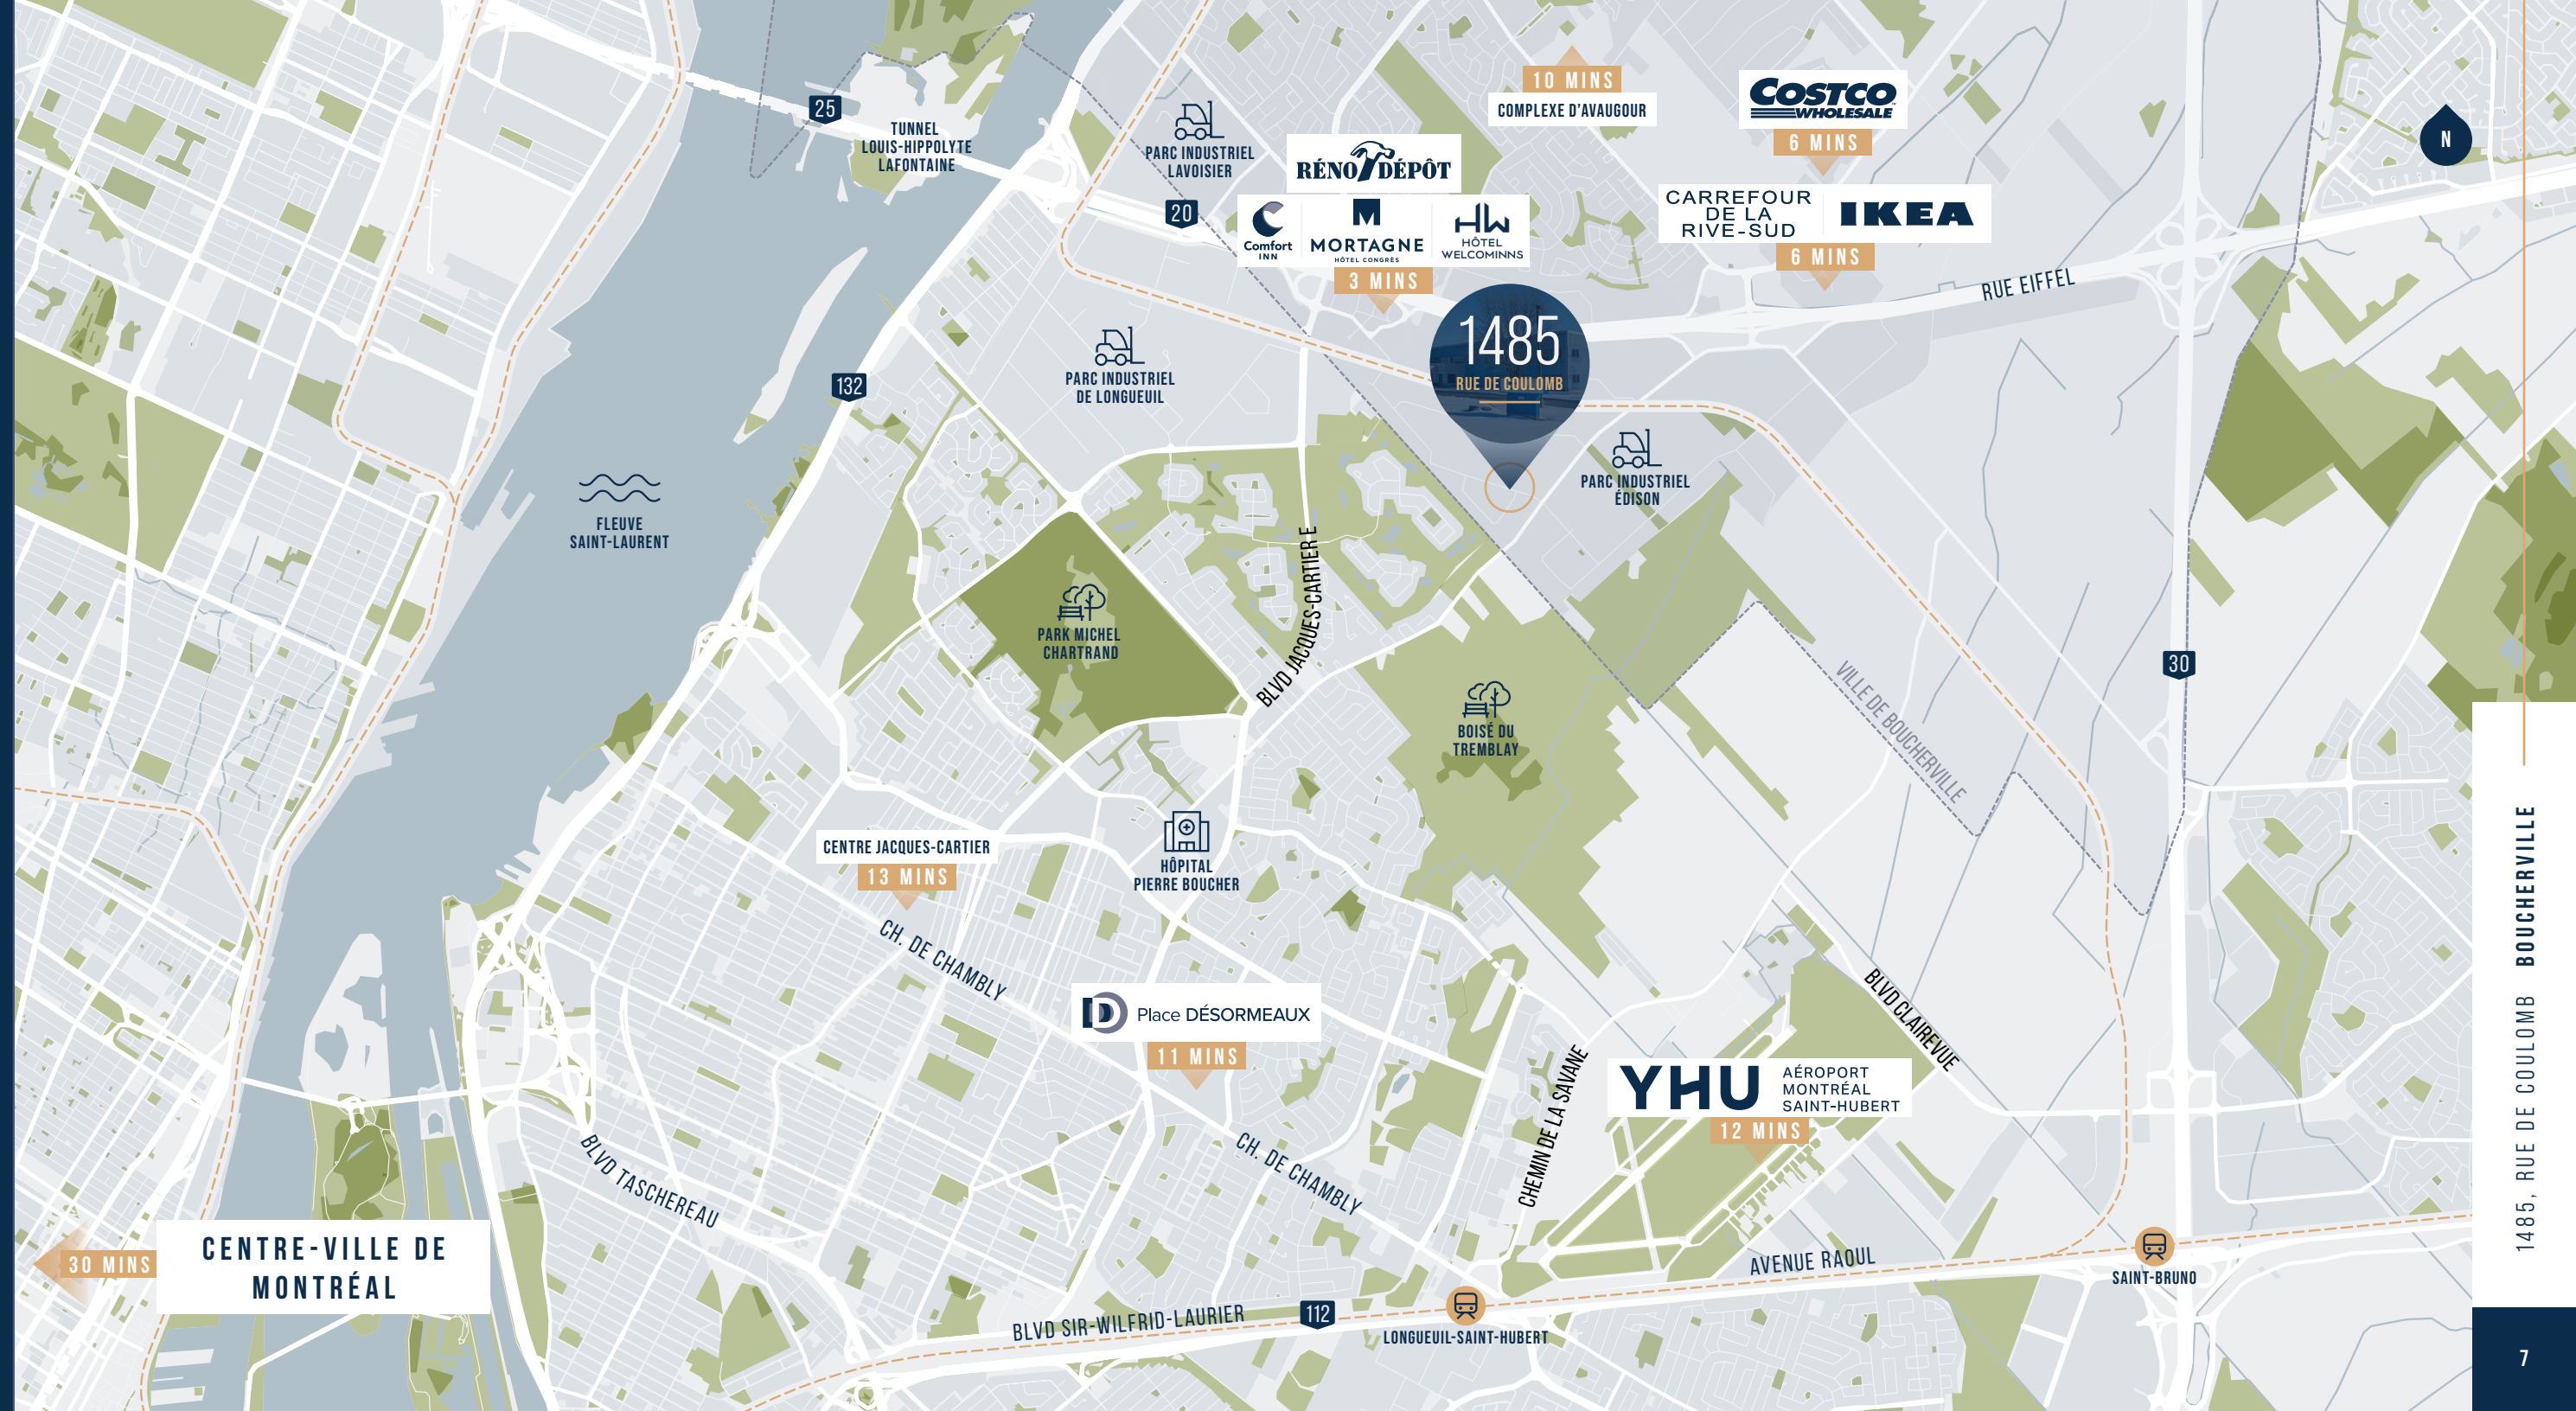 25
TUNNEL
LOUIS-HIPPOLYTE
LAFONTAINE
PARC INDUSTRIEL
LAVOISIER
20
RÉNO DÉPÔT
Comfort
INN
MORTAGNE
HÔTEL CONGRÈS
HÔTEL
WELCOMINNS
3 MINS
10 MINS
COMPLEXE D'AVAUGOUR
COSTCO
WHOLESALE
6 MINS
CARREFOUR
DE LA
RIVE-SUD
IKEA
6 MINS
N
RUE EIFFEL
1485
RUE DE COULOMB
132
PARC INDUSTRIEL
DE LONGUEUIL
PARC INDUSTRIEL
ÉDISON
FLEUVE
SAINT-LAURENT
PARK MICHEL
CHARTRAND
BLVD JACQUES-CARTIER E
BOISÉ DU
TREMBLAY
VILLE DE BOUCHERVILLE
30
CENTRE JACQUES-CARTIER
13 MINS
HÔPITAL
PIERRE BOUCHER
CH. DE CHAMBLY
D Place DÉSORMEAUX
11 MINS
CH. DE CHAMBLY
BLVD CLAIREVUE
CHEMIN DE LA SAVANE
YHU
AÉROPORT
MONTRÉAL
SAINT-HUBERT
12 MINS
BLVD TASCHEREAU
30 MINS
CENTRE-VILLE DE
MONTRÉAL
BLVD SIR-WILFRID-LAURIER
112
LONGUEUIL-SAINT-HUBERT
AVENUE RAOUL
SAINT-BRUNO
1485, RUE DE COULOMB BOUCHERVILLE
7